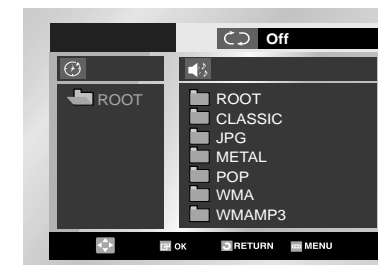 Off
ROOT
ROOT
CLASSIC
JPG
METAL
POP
WMA
WMAMP3
OK RETURN MENU